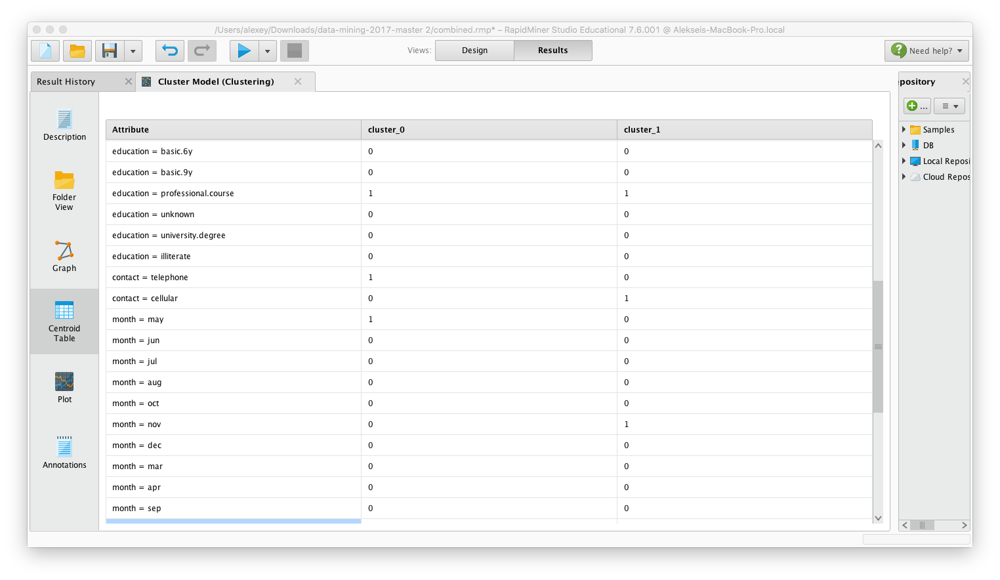 /Users/alexey/Downloads/data-mining-2017-master 2/combined.rmp* – RapidMiner Studio Educational 7.6.001 @ Alekseis-MacBook-Pro.local
Views: Design Results Need help?
Result History Cluster Model (Clustering) epository
Description
Folder
View
Graph
Centroid
Table
Plot
Annotations
Attribute cluster_0 cluster_1
education = basic.6y 0 0
education = basic.9y 0 0
education = professional.course 1 1
education = unknown 0 0
education = university.degree 0 0
education = illiterate 0 0
contact = telephone 1 0
contact = cellular 0 1
month = may 1 0
month = jun 0 0
month = jul 0 0
month = aug 0 0
month = oct 0 0
month = nov 0 1
month = dec 0 0
month = mar 0 0
month = apr 0 0
month = sep 0 0
...
Samples
DB
Local Reposi
Cloud Repos